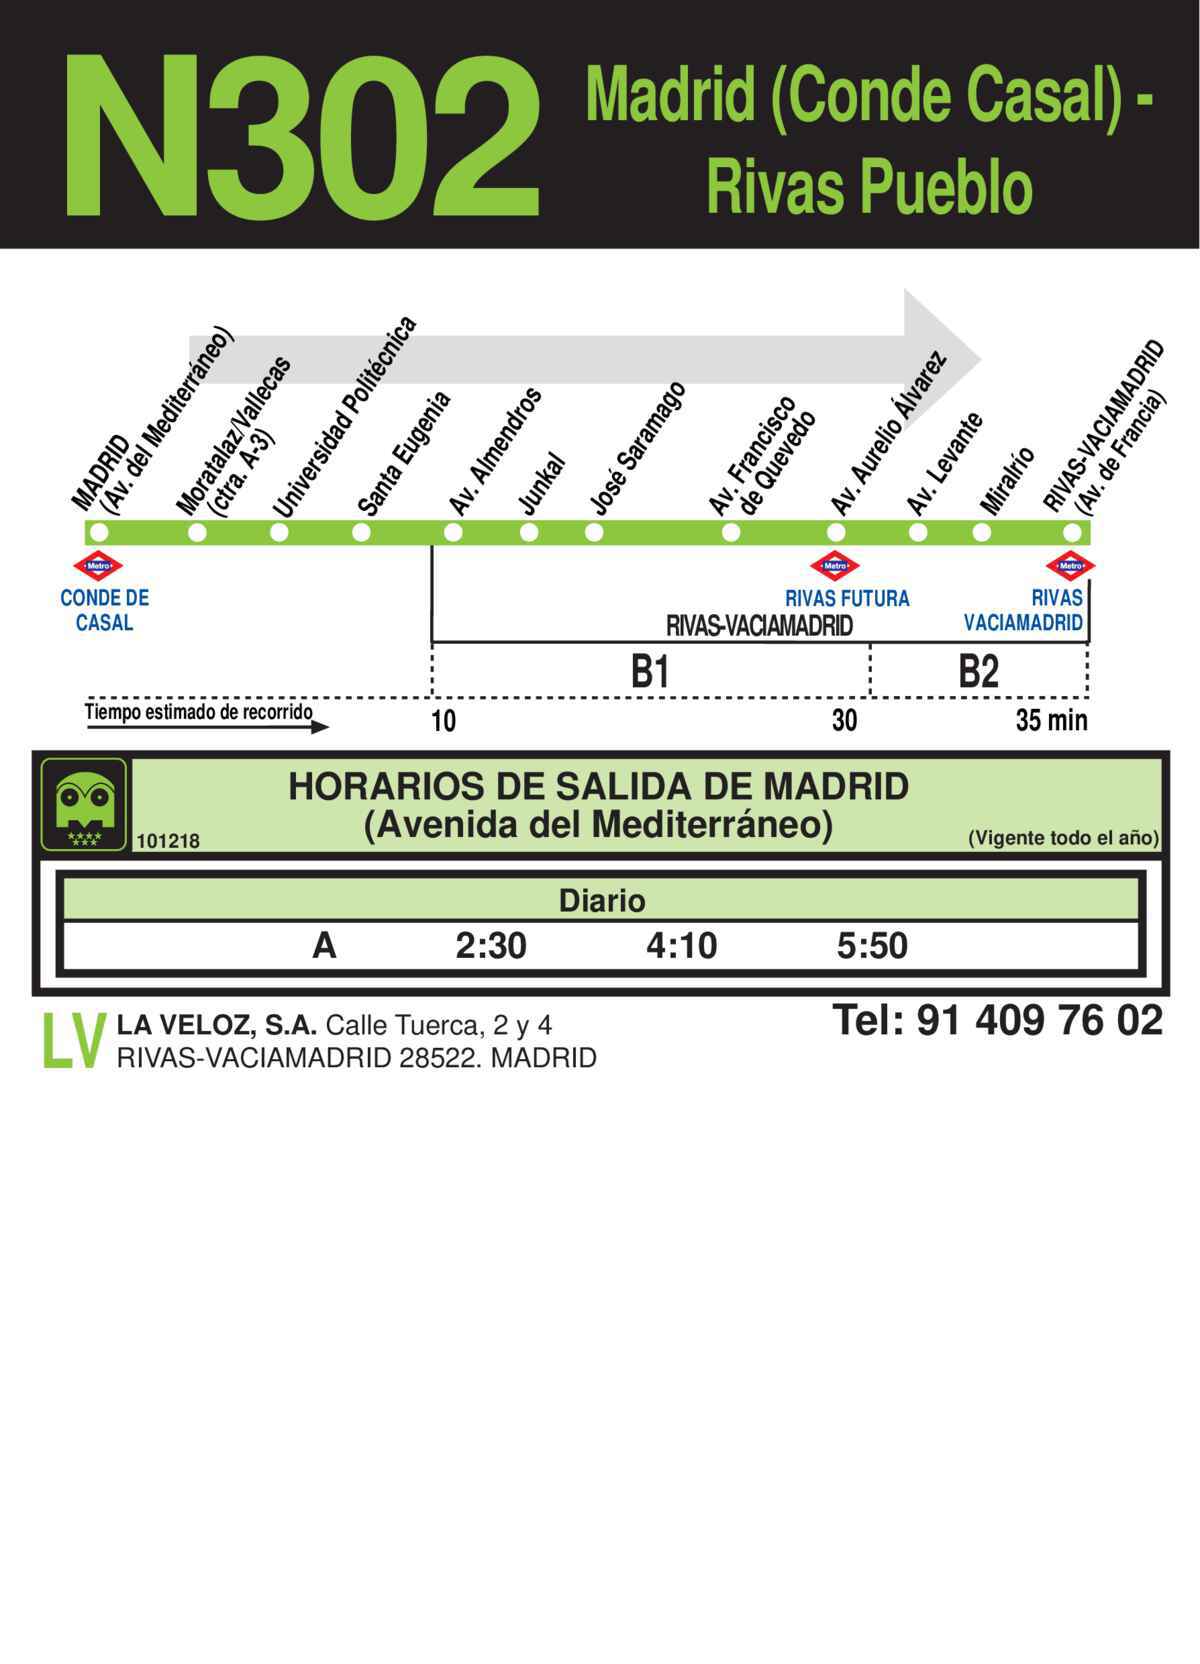 N302
Madrid (Conde Casal) -
Rivas Pueblo
MADRID
(Av. del Mediterráneo)
Moratalaz/Vallecas
(ctra. A-3)
Universidad Politécnica
Santa Eugenia
Av. Almendros
Junkal
José Saramago
Av. Francisco
de Quevedo
Av. Aurelio Álvarez
Av. Levante
Miralrío
RIVAS-VACIAMADRID
(Av. de Francia)
Metro
Metro
Metro
CONDE DE
CASAL
RIVAS FUTURA
RIVAS
VACIAMADRID
RIVAS-VACIAMADRID
B1
B2
Tiempo estimado de recorrido
10
30
35 min
HORARIOS DE SALIDA DE MADRID
(Avenida del Mediterráneo)
101218
(Vigente todo el año)
Diario
A 2:30 4:10 5:50
LV
LA VELOZ, S.A. Calle Tuerca, 2 y 4
RIVAS-VACIAMADRID 28522. MADRID
Tel: 91 409 76 02